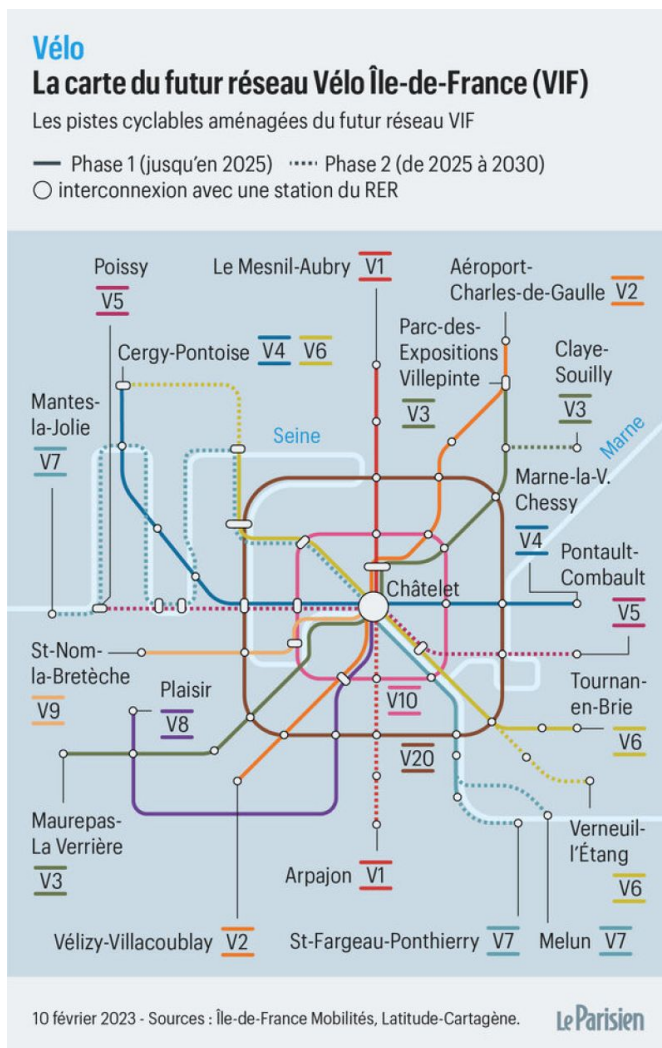 Vélo
La carte du futur réseau Vélo Île-de-France (VIF)
Les pistes cyclables aménagées du futur réseau VIF
Phase 1 (jusqu'en 2025) Phase 2 (de 2025 à 2030)
interconnexion avec une station du RER
Poissy
V5
Le Mesnil-Aubry V1
Aéroport-
Charles-de-Gaulle V2
Cergy-Pontoise V4 V6
Parc-des-
Expositions
Villepinte
V3
Claye-
Souilly
V3
Mantes-
la-Jolie
V7
Seine
Marne
Marne-la-V.
Chessy
V4
Pontault-
Combault
V5
Châtelet
St-Nom-
la-Bretèche
V9
Plaisir
V8
V10
V20
Tournan-
en-Brie
V6
Maurepas-
La Verrière
V3
Verneuil-
l'Étang
V6
Arpajon V1
Vélizy-Villacoublay V2
St-Fargeau-Ponthierry V7
Melun V7
10 février 2023 - Sources : Île-de-France Mobilités, Latitude-Cartagène.
Le Parisien